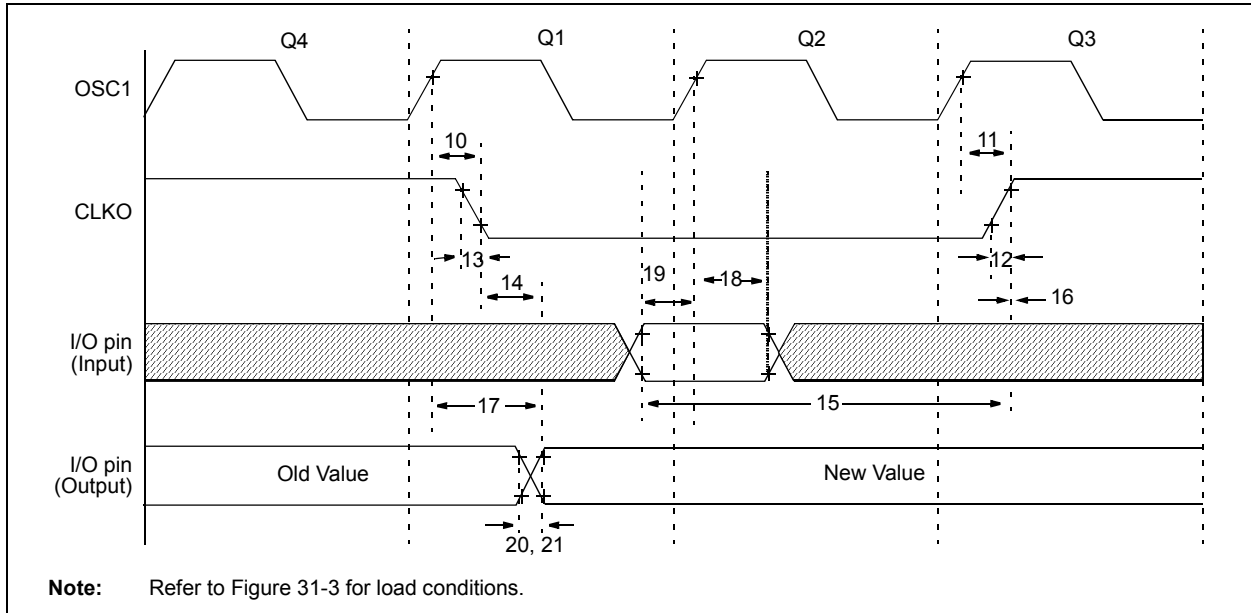 Q4 Q1 Q2 Q3
OSC1
10 11
CLKO
13 12
14 19 18 16
I/O pin
(Input)
17 15
I/O pin
(Output)
Old Value New Value
20, 21
Note: Refer to Figure 31-3 for load conditions.